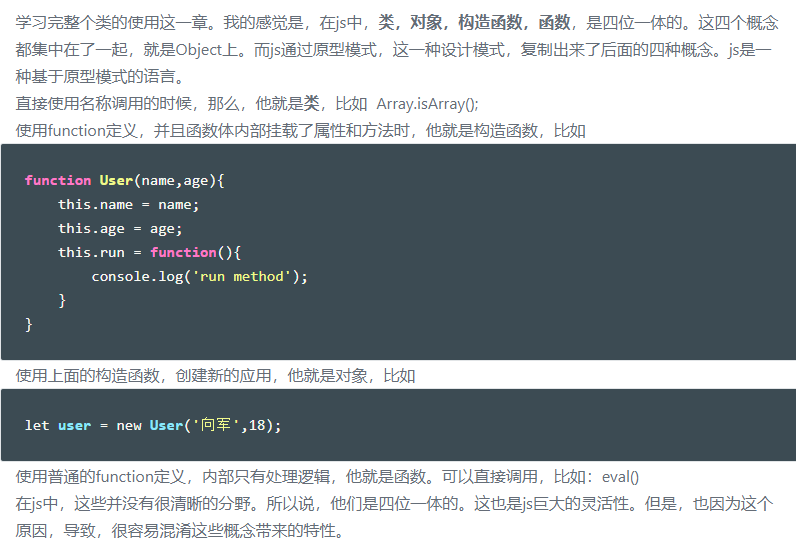 学习完整个类的使用这一章。我的感觉是，在js中，类，对象，构造函数，函数，是四位一体的。这四个概念
都集中在了一起，就是Object上。而js通过原型模式，这一种设计模式，复制出来了后面的四种概念。js是一
种基于原型模式的语言。
直接使用名称调用的时候，那么，他就是类，比如 Array.isArray();
使用function定义，并且函数体内部挂载了属性和方法时，他就是构造函数，比如
function User(name,age){
    this.name = name;
    this.age = age;
    this.run = function(){
        console.log('run method');
    }
}
使用上面的构造函数，创建新的应用，他就是对象，比如
let user = new User('向军',18);
使用普通的function定义，内部只有处理逻辑，他就是函数。可以直接调用，比如：eval()
在js中，这些并没有很清晰的分野。所以说，他们是四位一体的。这也是js巨大的灵活性。但是，也因为这个
原因，导致，很容易混淆这些概念带来的特性。